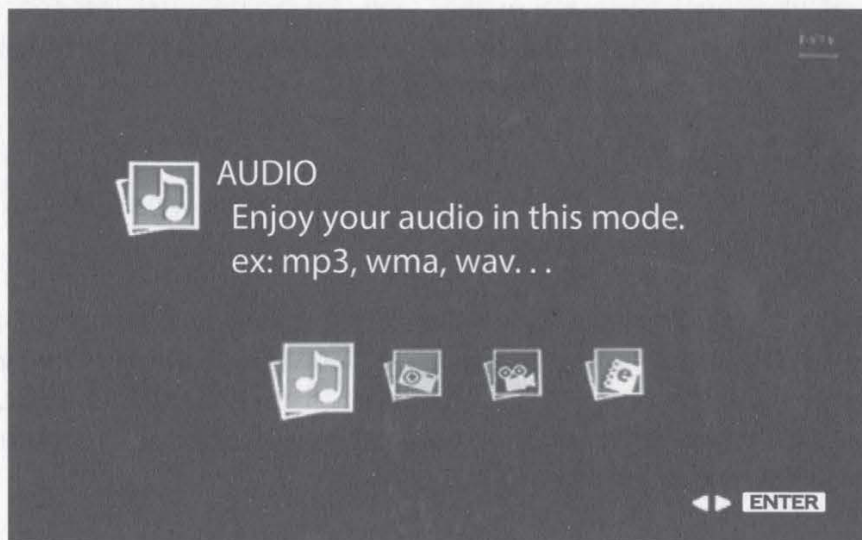 AUDIO
Enjoy your audio in this mode.
ex: mp3, wma, wav. . .
ENTER